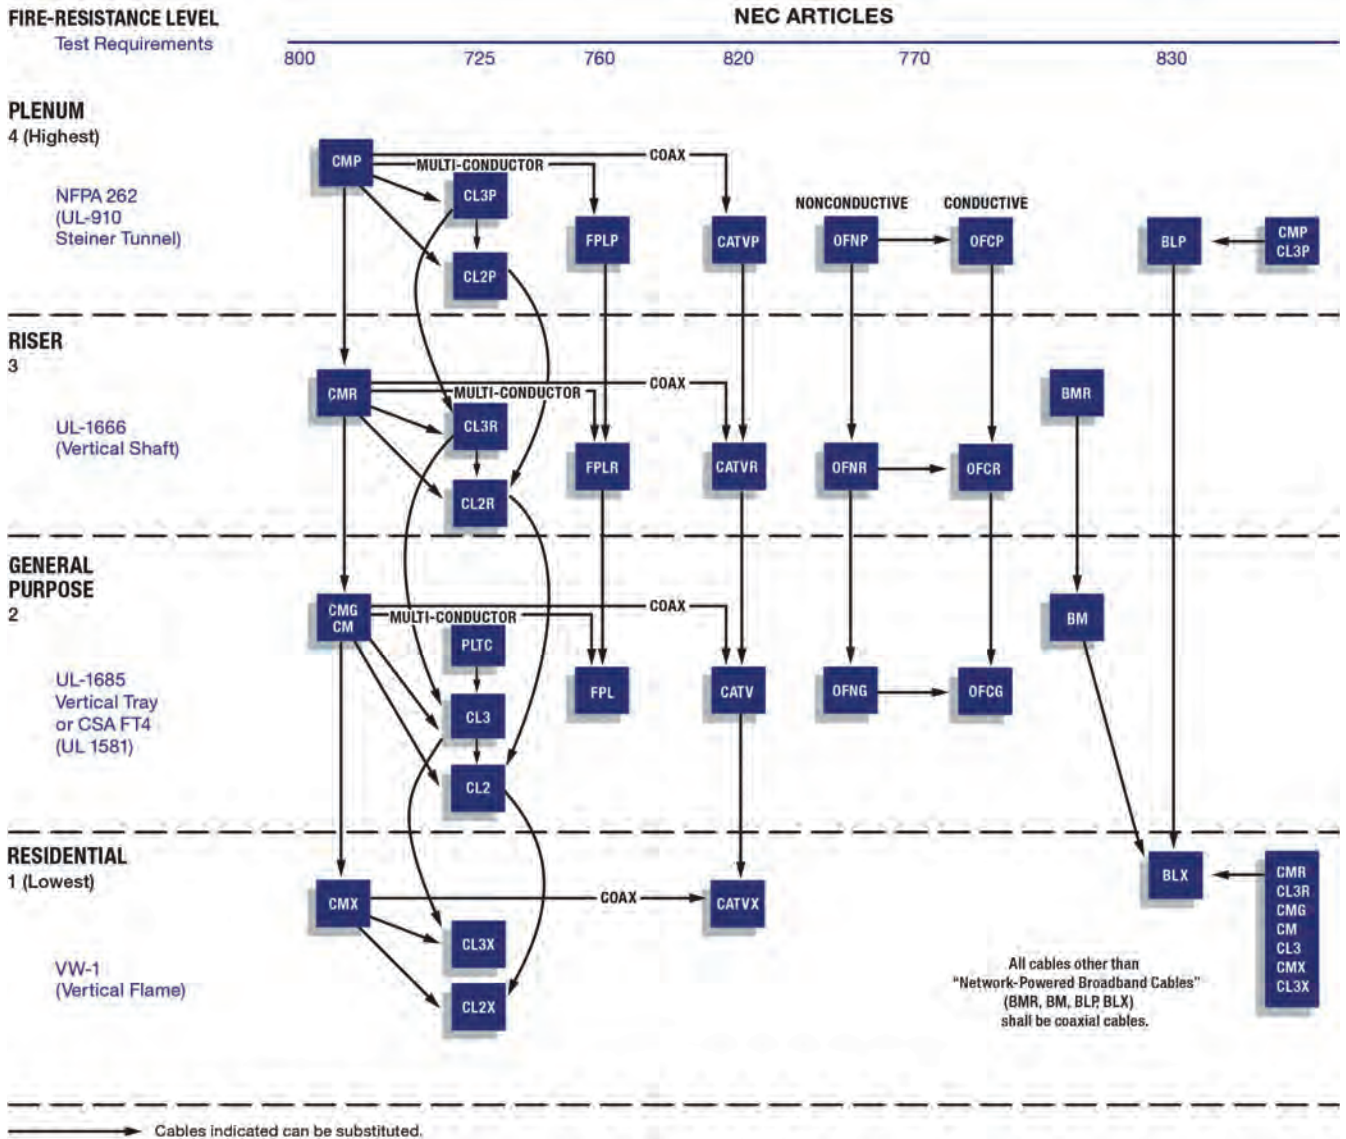 FIRE-RESISTANCE LEVEL
NEC ARTICLES
Test Requirements
800 725 760 820 770 830
PLENUM
4 (Highest)
NFPA 262
(UL-910
Steiner Tunnel)
CMP
MULTI-CONDUCTOR
COAX
CL3P
CL2P
FPLP
CATVP
NONCONDUCTIVE
OFNP
CONDUCTIVE
OFCP
BLP
CMP
CL3P
RISER
3
UL-1666
(Vertical Shaft)
CMR
MULTI-CONDUCTOR
COAX
CL3R
CL2R
FPLR
CATVR
OFNR
OFCR
BMR
GENERAL
PURPOSE
2
UL-1685
Vertical Tray
or CSA FT4
(UL 1581)
CMG
CM
MULTI-CONDUCTOR
COAX
PLTC
CL3
CL2
FPL
CATV
OFNG
OFCG
BM
RESIDENTIAL
1 (Lowest)
VW-1
(Vertical Flame)
CMX
COAX
CL3X
CL2X
CATVX
BLX
CMR
CL3R
CMG
CM
CL3
CMX
CL3X
All cables other than
"Network-Powered Broadband Cables"
(BMR, BM, BLP, BLX)
shall be coaxial cables.
Cables indicated can be substituted.